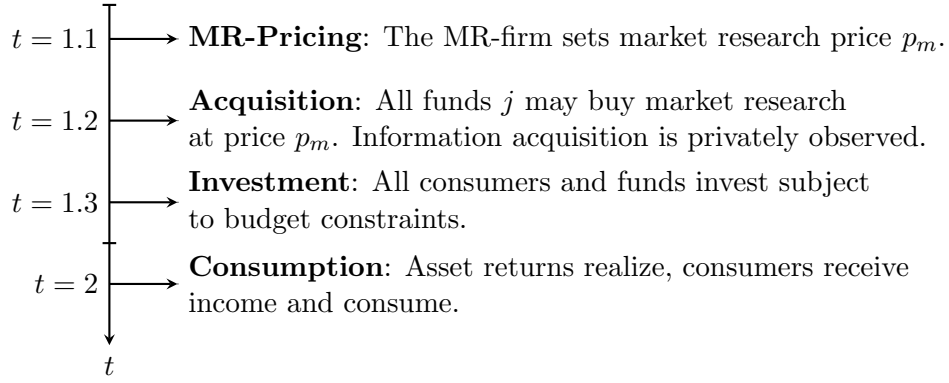 t = 1.1 MR-Pricing: The MR-firm sets market research price pₘ.
Acquisition: All funds j may buy market research
t = 1.2
at price pₘ. Information acquisition is privately observed.
Investment: All consumers and funds invest subject
t = 1.3
to budget constraints.
Consumption: Asset returns realize, consumers receive
t = 2
income and consume.
t